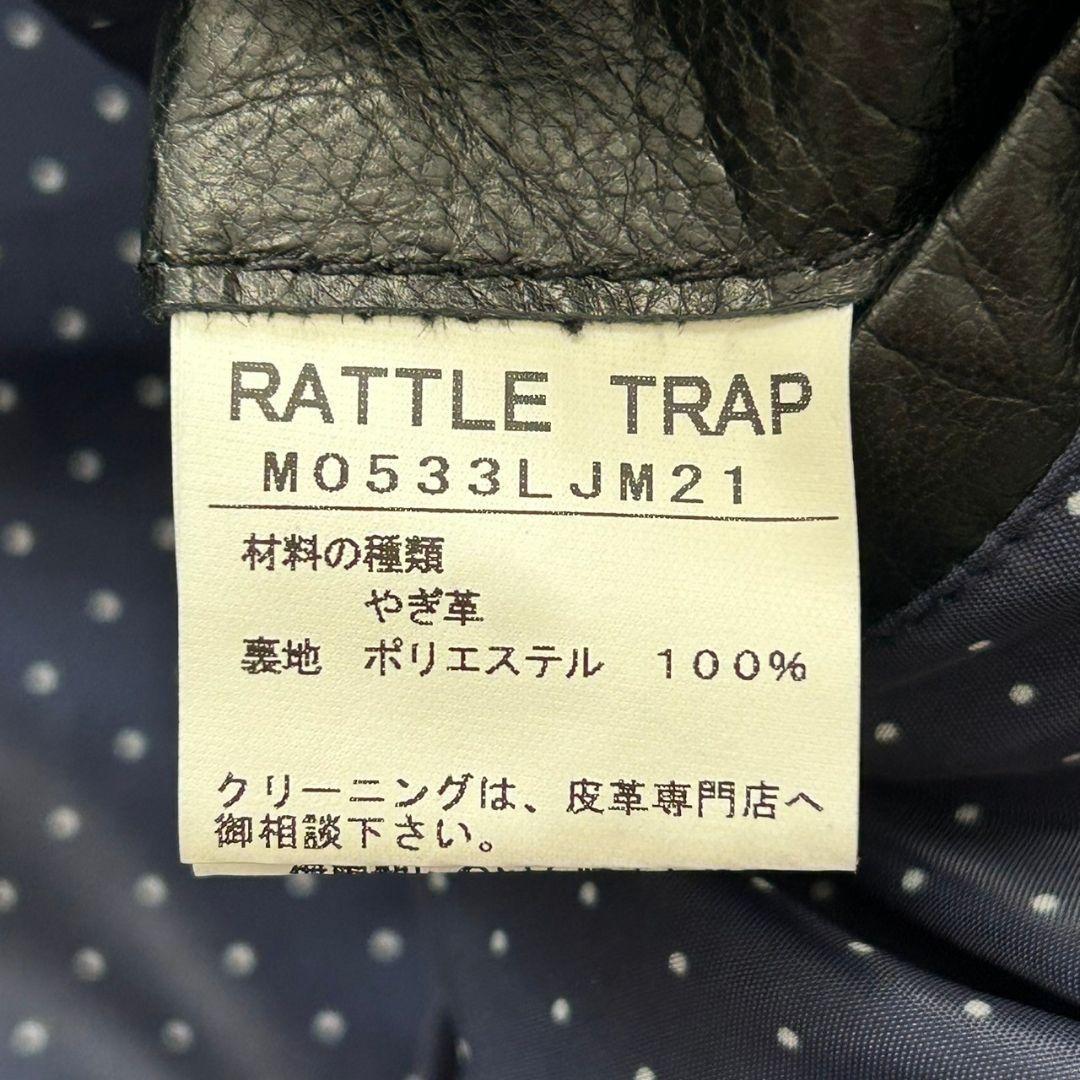 RATTLE TRAP
M0533LJM21
材料の種類
やぎ革
裏地 ポリエステル 100%
クリーニングは、皮革専門店へ
御相談下さい。